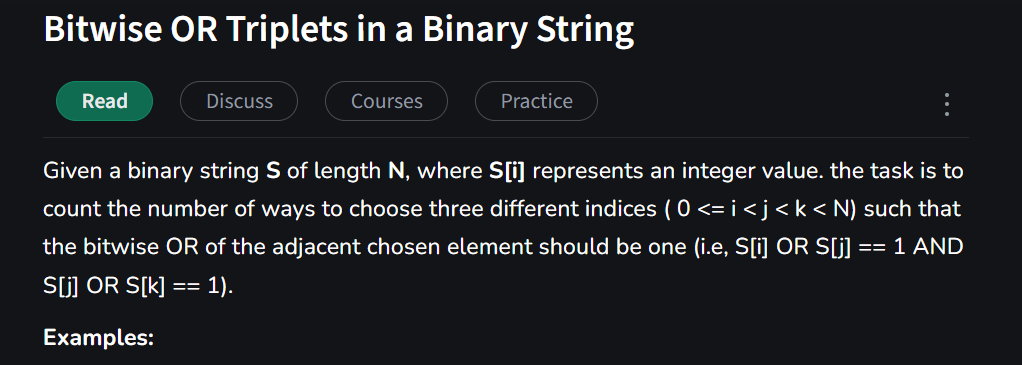 Bitwise OR Triplets in a Binary String
Read Discuss Courses Practice
Given a binary string S of length N, where S[i] represents an integer value. the task is to
count the number of ways to choose three different indices ( 0 <= i < j < k < N) such that
the bitwise OR of the adjacent chosen element should be one (i.e, S[i] OR S[j] == 1 AND
S[j] OR S[k] == 1).
Examples: